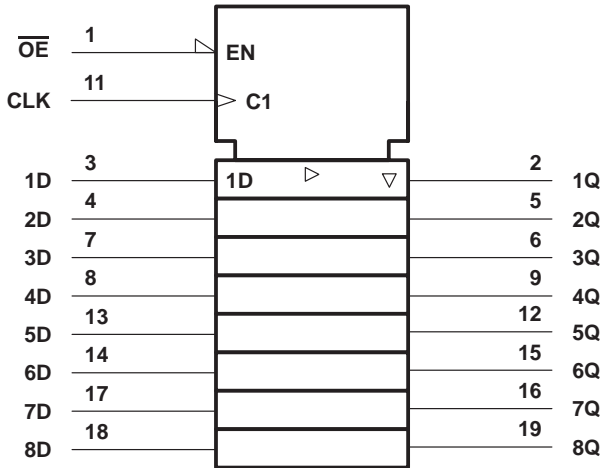 O̅E̅ 1 EN
CLK 11 C1
1D 3 1D 2 1Q
2D 4 5 2Q
3D 7 6 3Q
4D 8 9 4Q
5D 13 12 5Q
6D 14 15 6Q
7D 17 16 7Q
8D 18 19 8Q